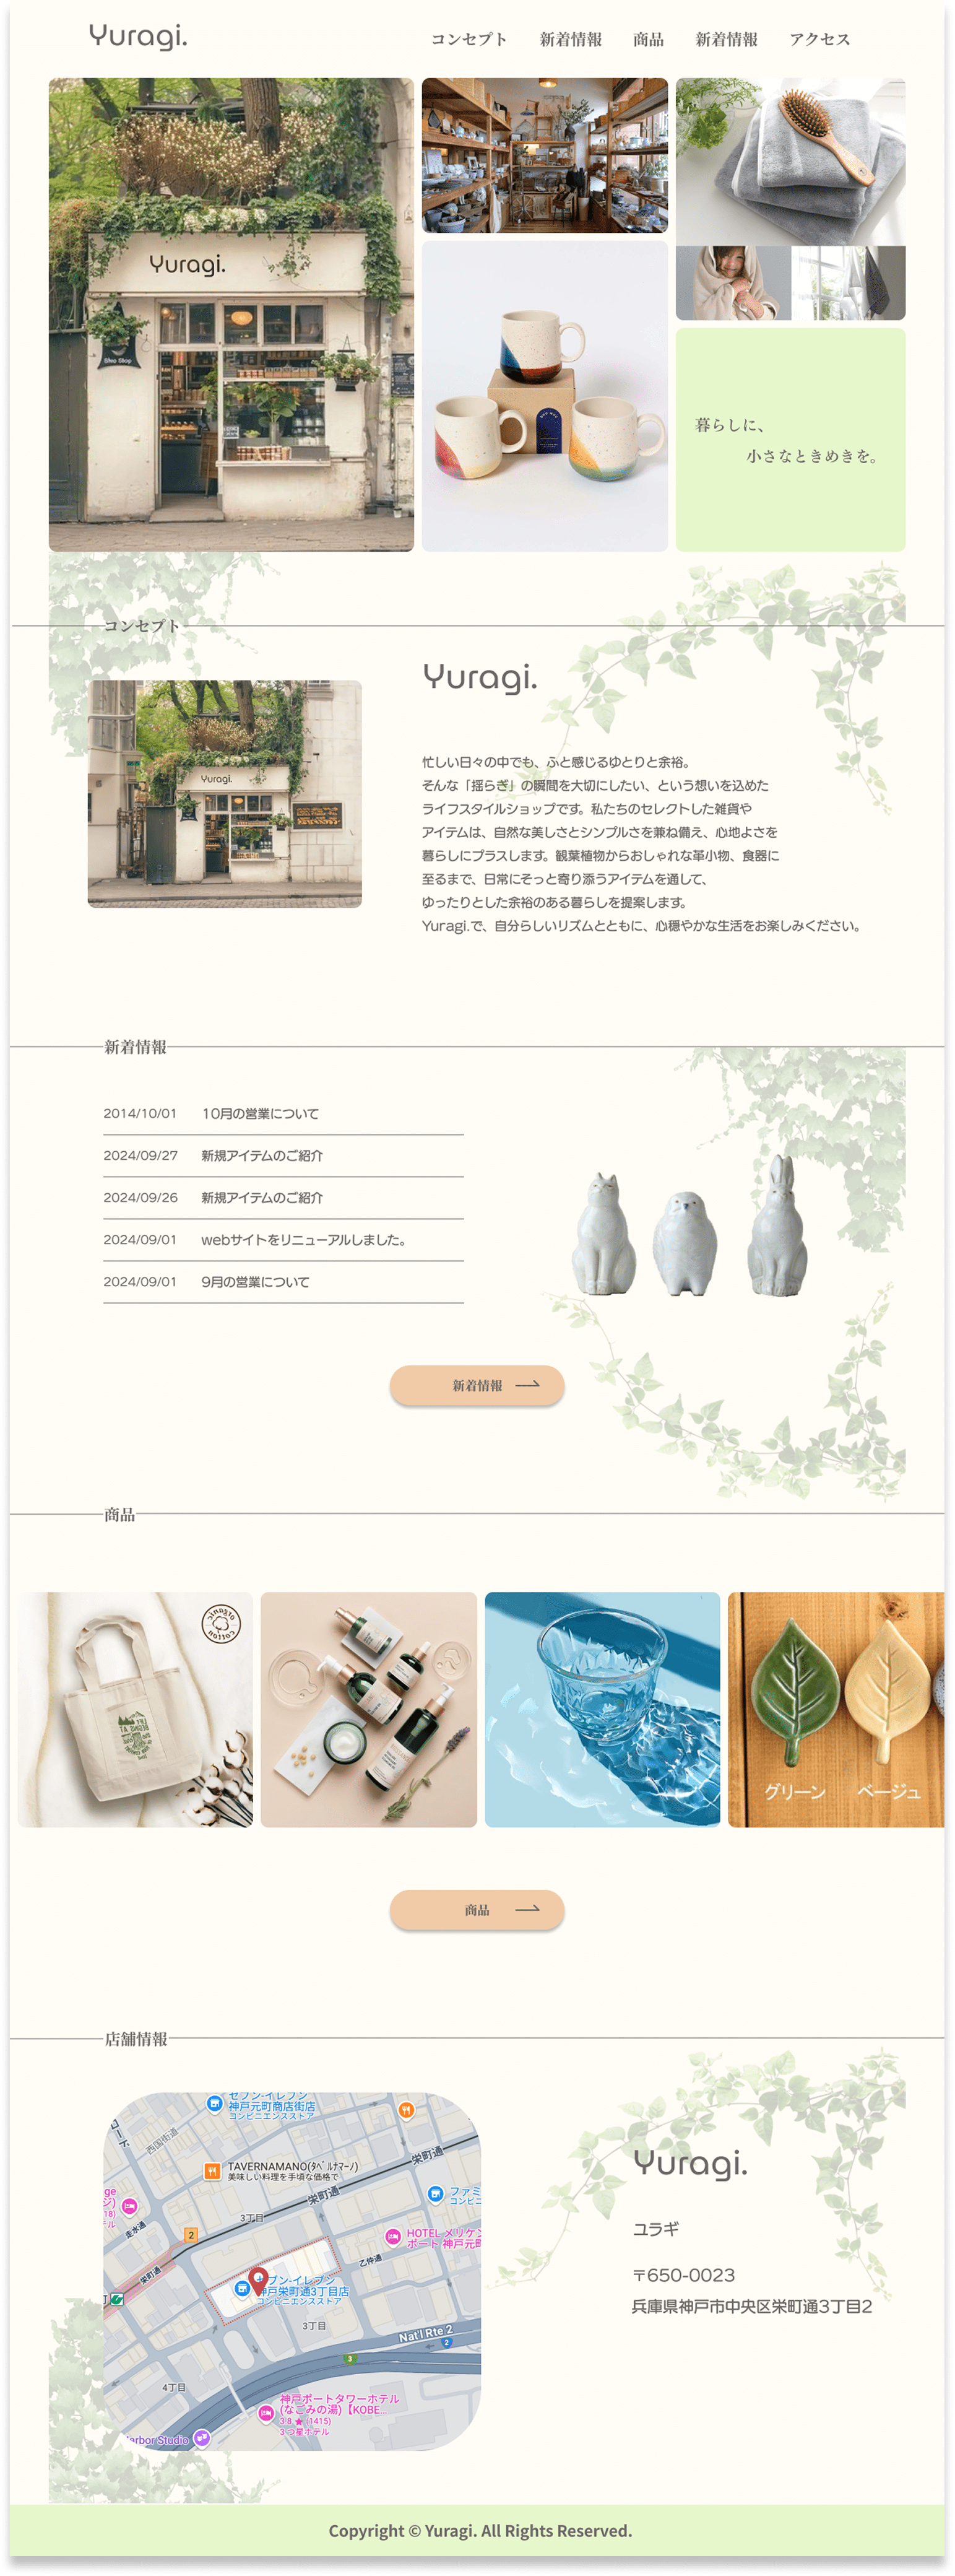 Yuragi.
コンセプト 新着情報 商品 新着情報 アクセス
Yuragi.
暮らしに、
小さなときめきを。
コンセプト
Yuragi.
Yuragi.
忙しい日々の中でも、ふと感じるゆとりと余裕。
そんな「揺らぎ」の瞬間を大切にしたい、という想いを込めた
ライフスタイルショップです。私たちのセレクトした雑貨や
アイテムは、自然な美しさとシンプルさを兼ね備え、心地よさを
暮らしにプラスします。観葉植物からおしゃれな革小物、食器に
至るまで、日常にそっと寄り添うアイテムを通して、
ゆったりとした余裕のある暮らしを提案します。
Yuragi.で、自分らしいリズムとともに、心穏やかな生活をお楽しみください。
新着情報
2014/10/01 10月の営業について
2024/09/27 新規アイテムのご紹介
2024/09/26 新規アイテムのご紹介
2024/09/01 webサイトをリニューアルしました。
2024/09/01 9月の営業について
新着情報
商品
グリーン ベージュ
商品
店舗情報
セブン-イレブン
神戸元町商店街店
コンビニエンスストア
西国街道
TAVERNAMANO(ﾀﾍﾞﾙﾅﾏｰﾉ)
美味しい料理を手頃な価格で
栄町通
栄町通
ファミ
コンビニ
3丁目
走水通
2
HOTEL メリケン
ポート 神戸元町
乙仲通
栄町通
セブン-イレブン
神戸栄町通3丁目店
コンビニエンスストア
3丁目
Nat'l Rte 2
2
3
4丁目
神戸ポートタワーホテル
(なごみの湯)【KOBE...
3.8 ★ (1415)
3 つ星ホテル
arbor Studio
Yuragi.
ユラギ
〒650-0023
兵庫県神戸市中央区栄町通3丁目2
Copyright © Yuragi. All Rights Reserved.